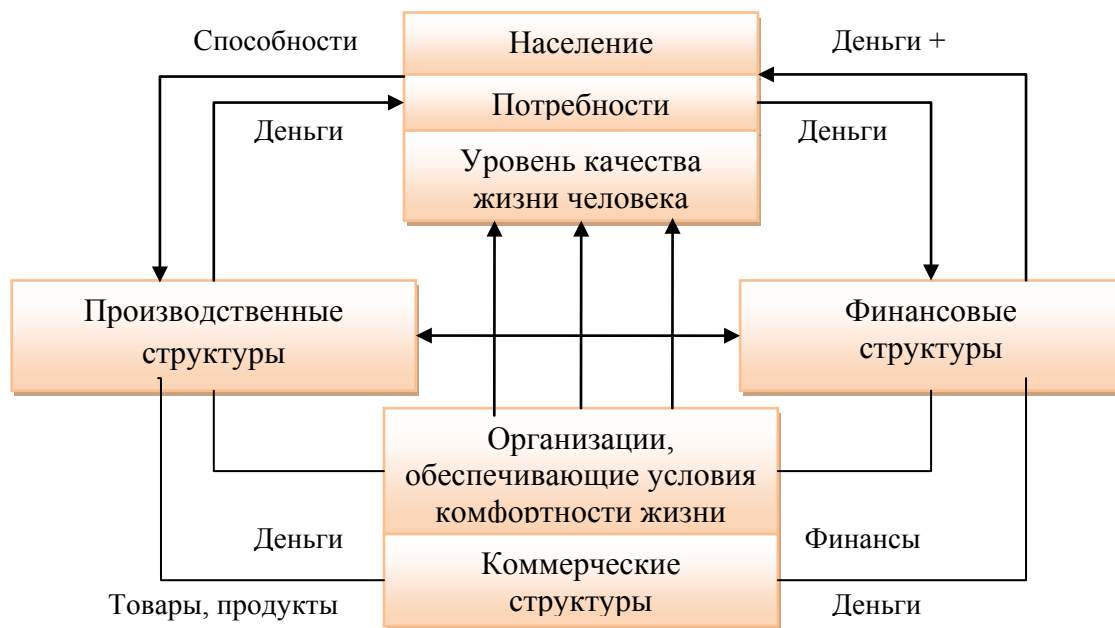 Способности
Население
Деньги +
Потребности
Деньги
Деньги
Уровень качества
жизни человека
Производственные
структуры
Финансовые
структуры
Организации,
обеспечивающие условия
комфортности жизни
Деньги
Финансы
Коммерческие
структуры
Товары, продукты
Деньги